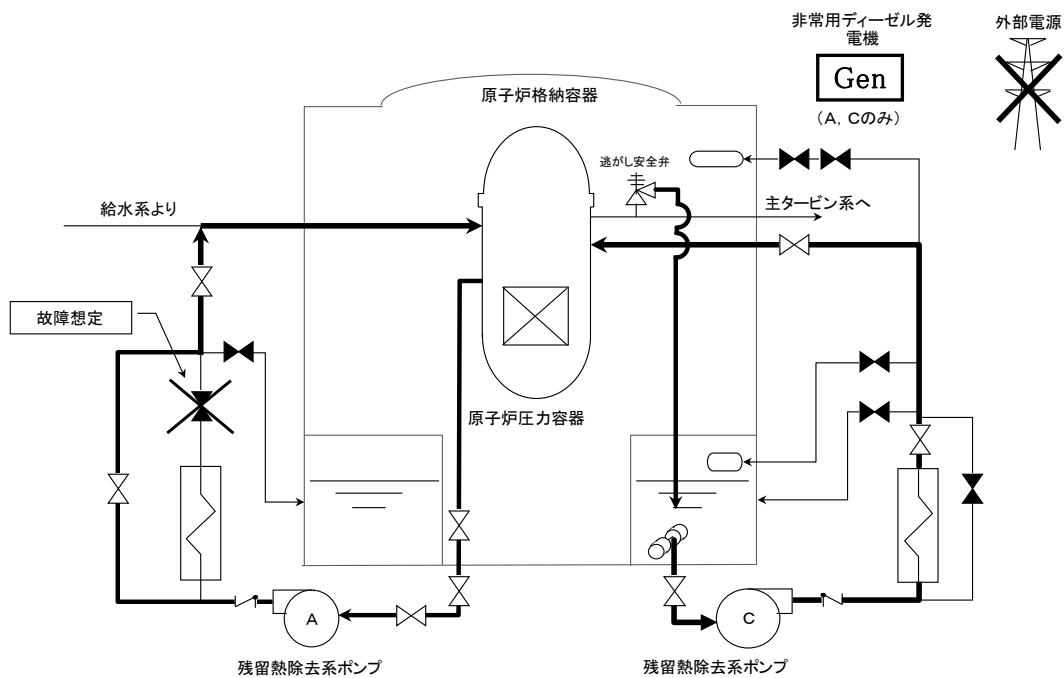 非常用ディーゼル発
電機
外部電源
Gen
(A, Cのみ)
原子炉格納容器
逃がし安全弁
給水系より
主タービン系へ
故障想定
原子炉圧力容器
A
C
残留熱除去系ポンプ
残留熱除去系ポンプ